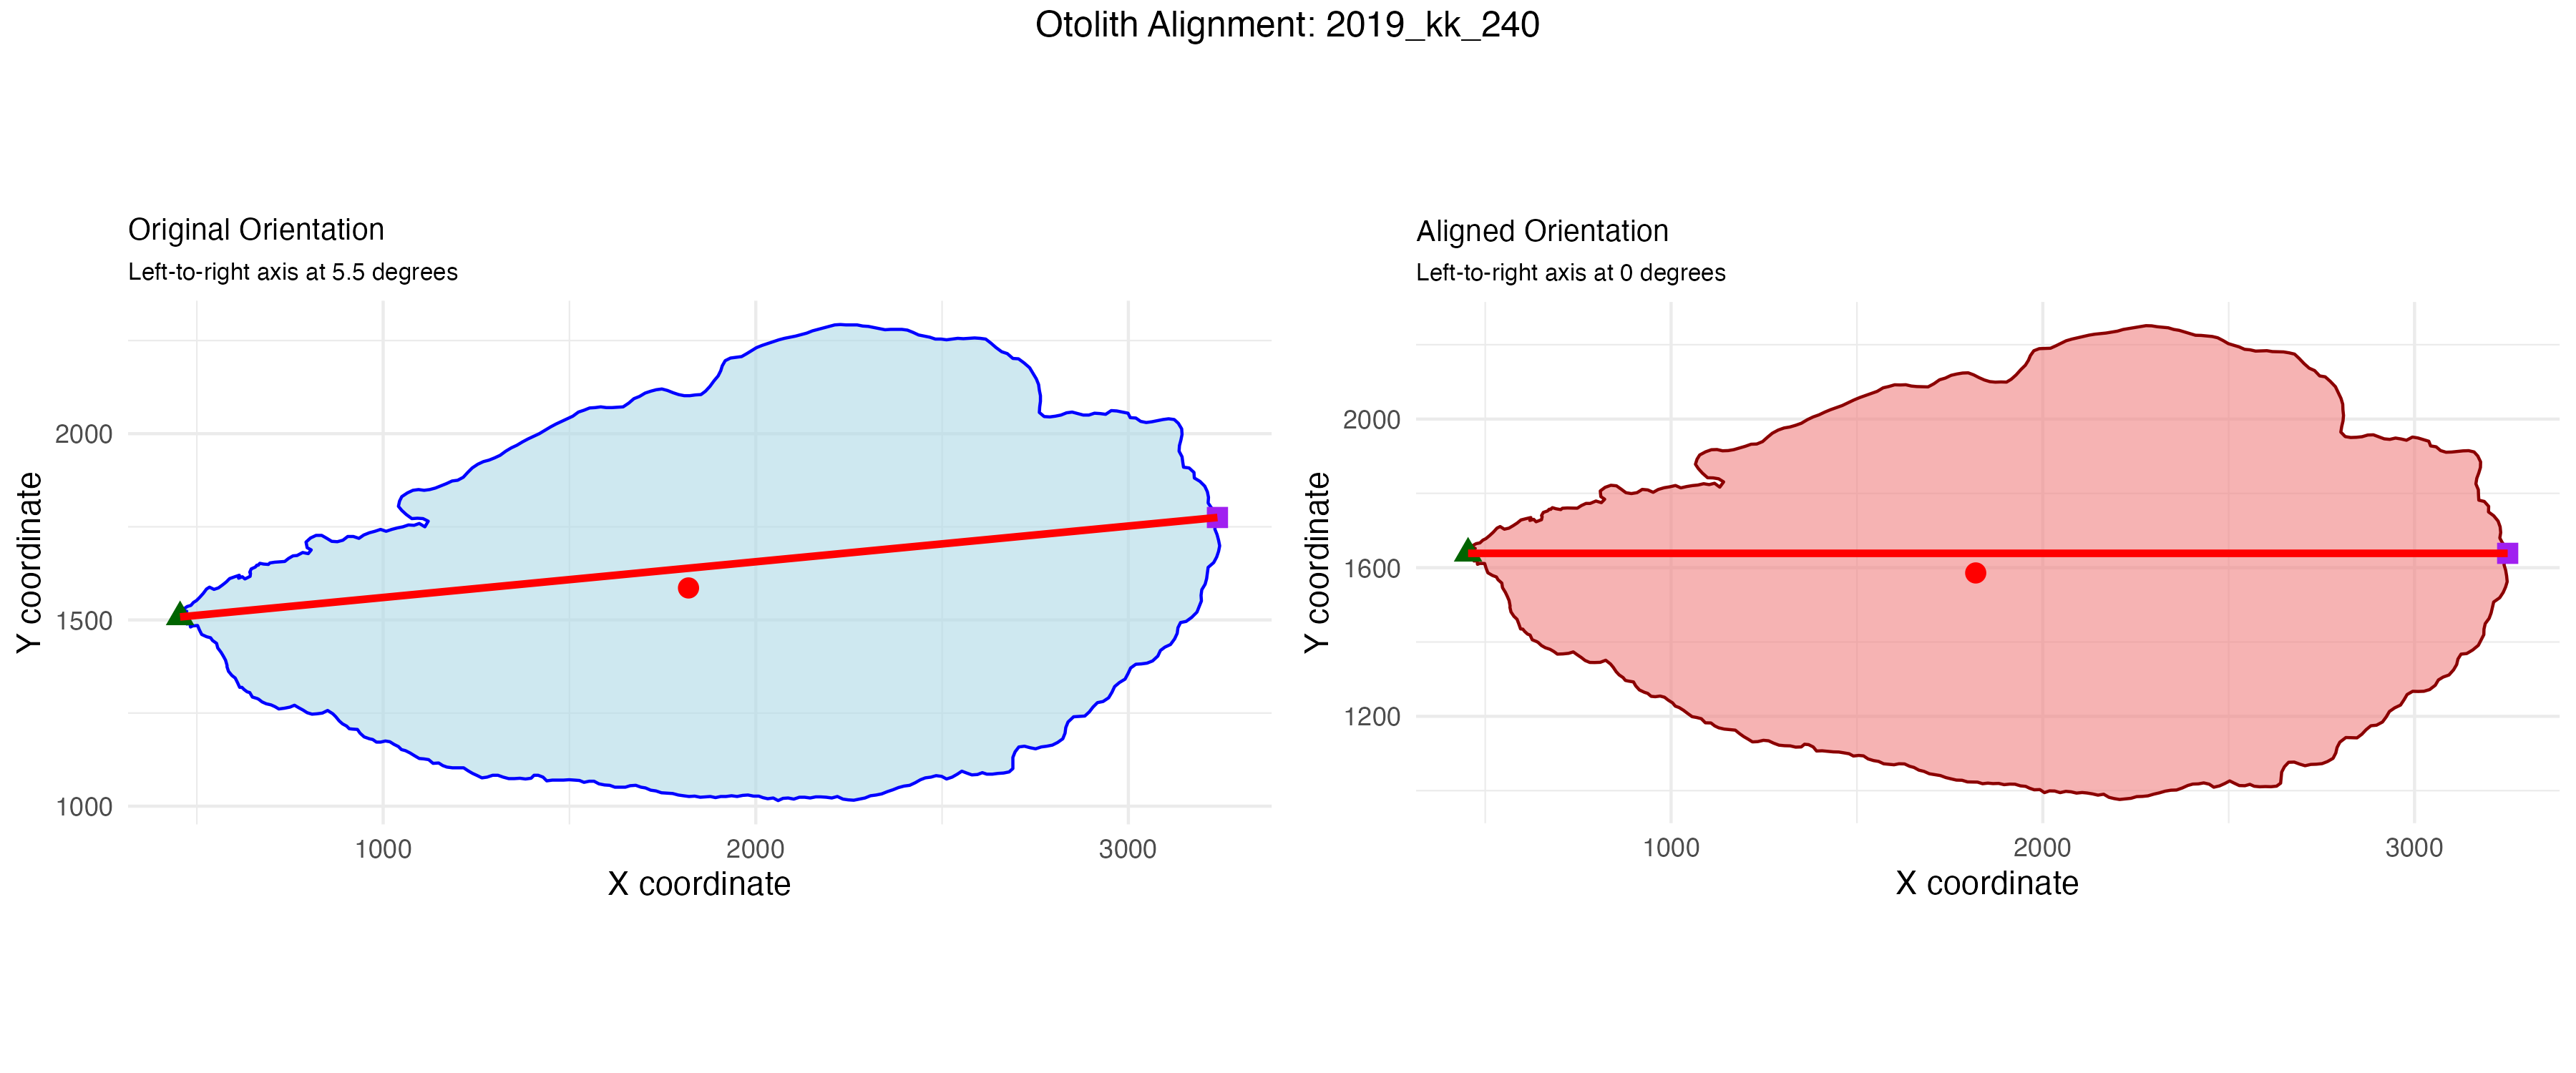 Otolith Alignment: 2019_kk_240
Original Orientation
Left-to-right axis at 5.5 degrees
Y coordinate
2000
1500
1000
1000
2000
3000
X coordinate
Aligned Orientation
Left-to-right axis at 0 degrees
Y coordinate
2000
1600
1200
1000
2000
3000
X coordinate